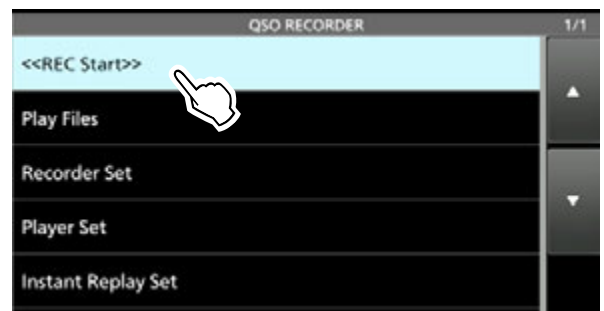 QSO RECORDER 1/1
<<REC Start>>
Play Files
Recorder Set
Player Set
Instant Replay Set